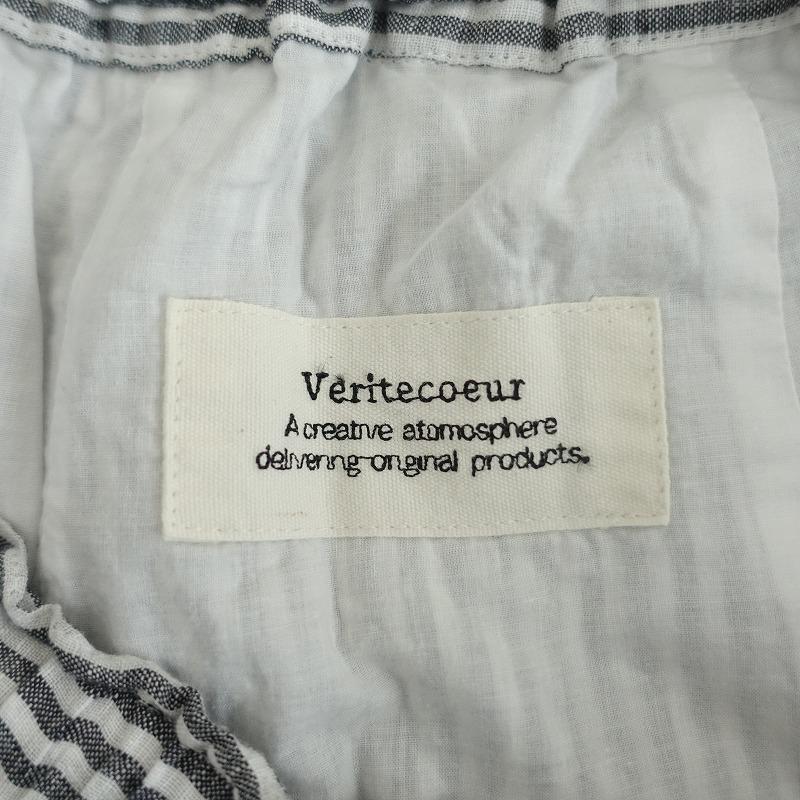 Veritecoeur
A creative atomosphere
delivering original products.